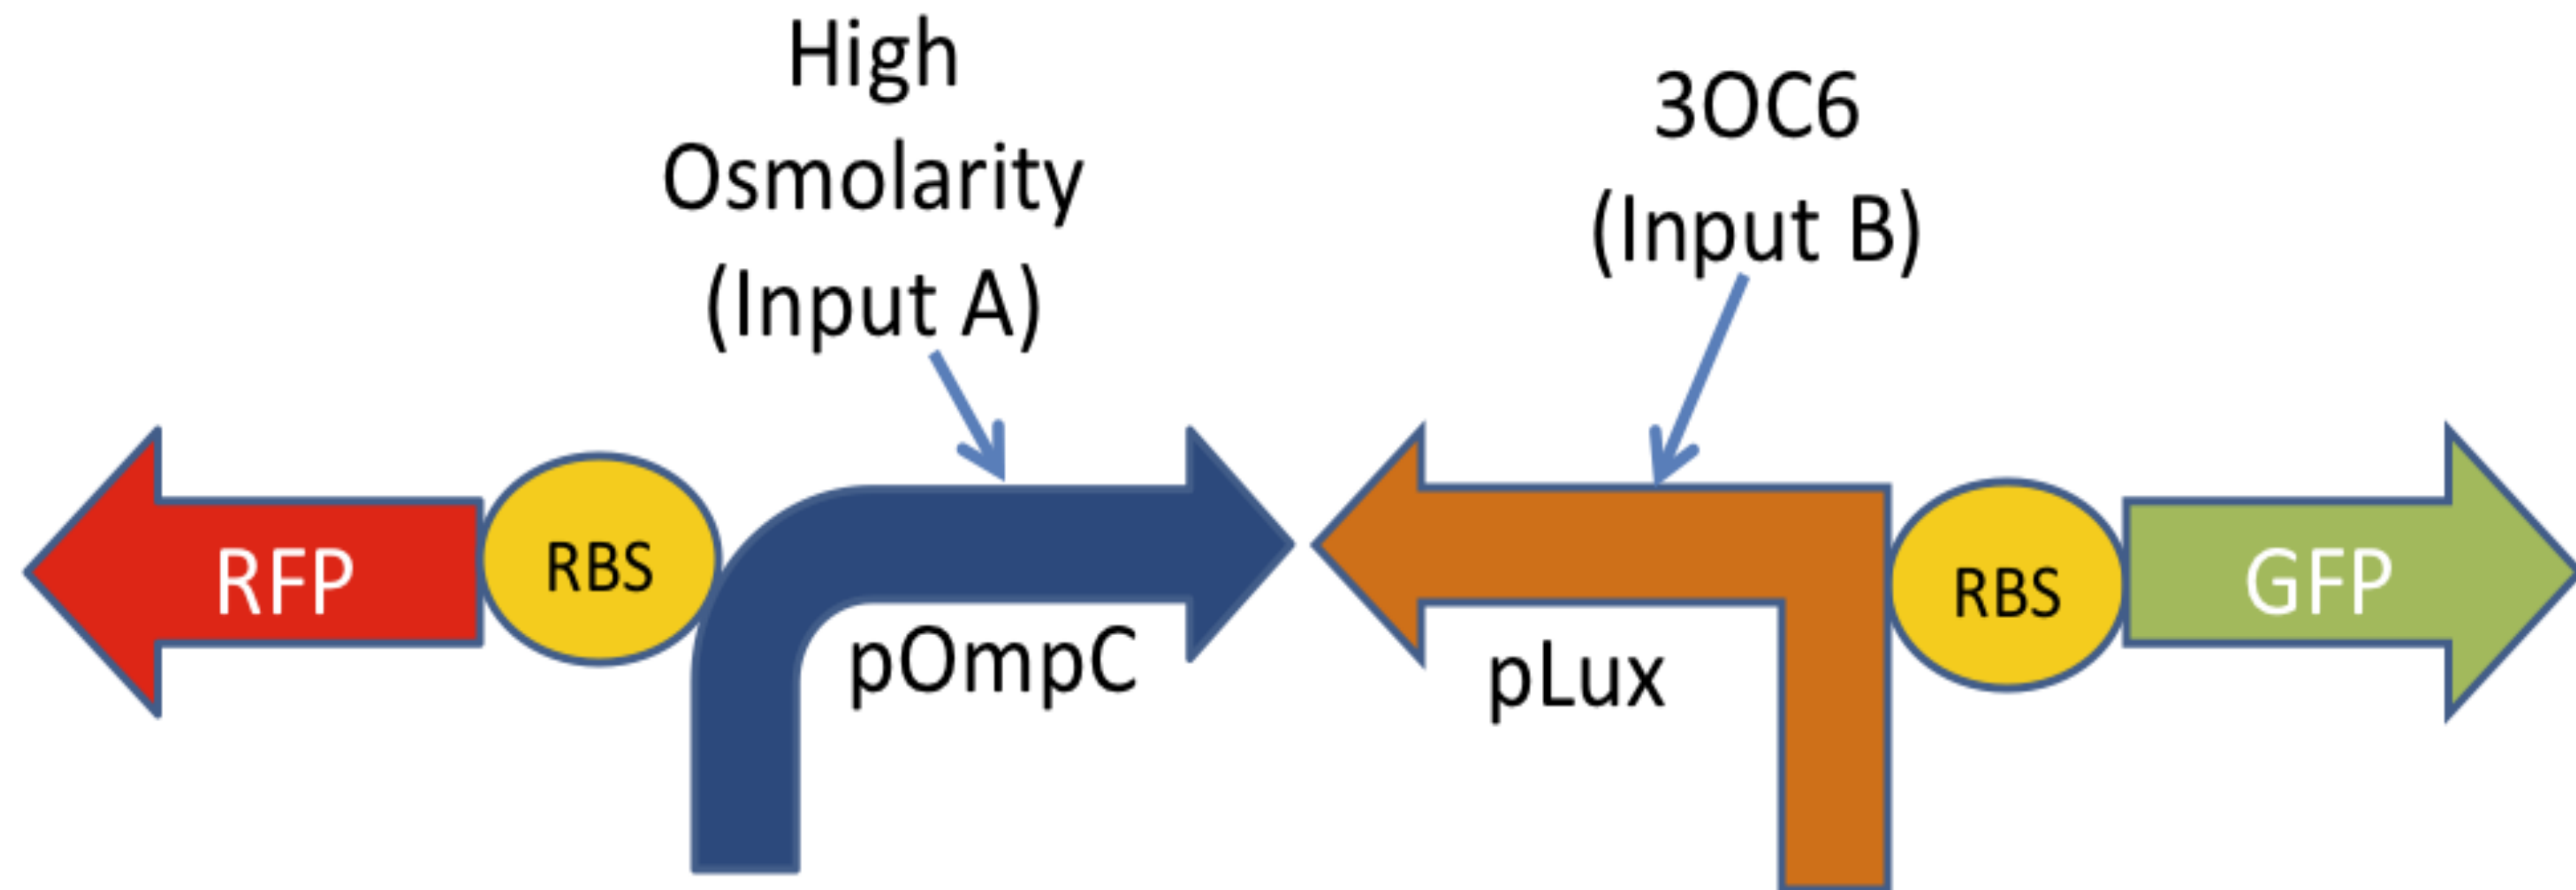 High
Osmolarity
(Input A)
3OC6
(Input B)
RFP
RBS
pOmpC
pLux
RBS
GFP